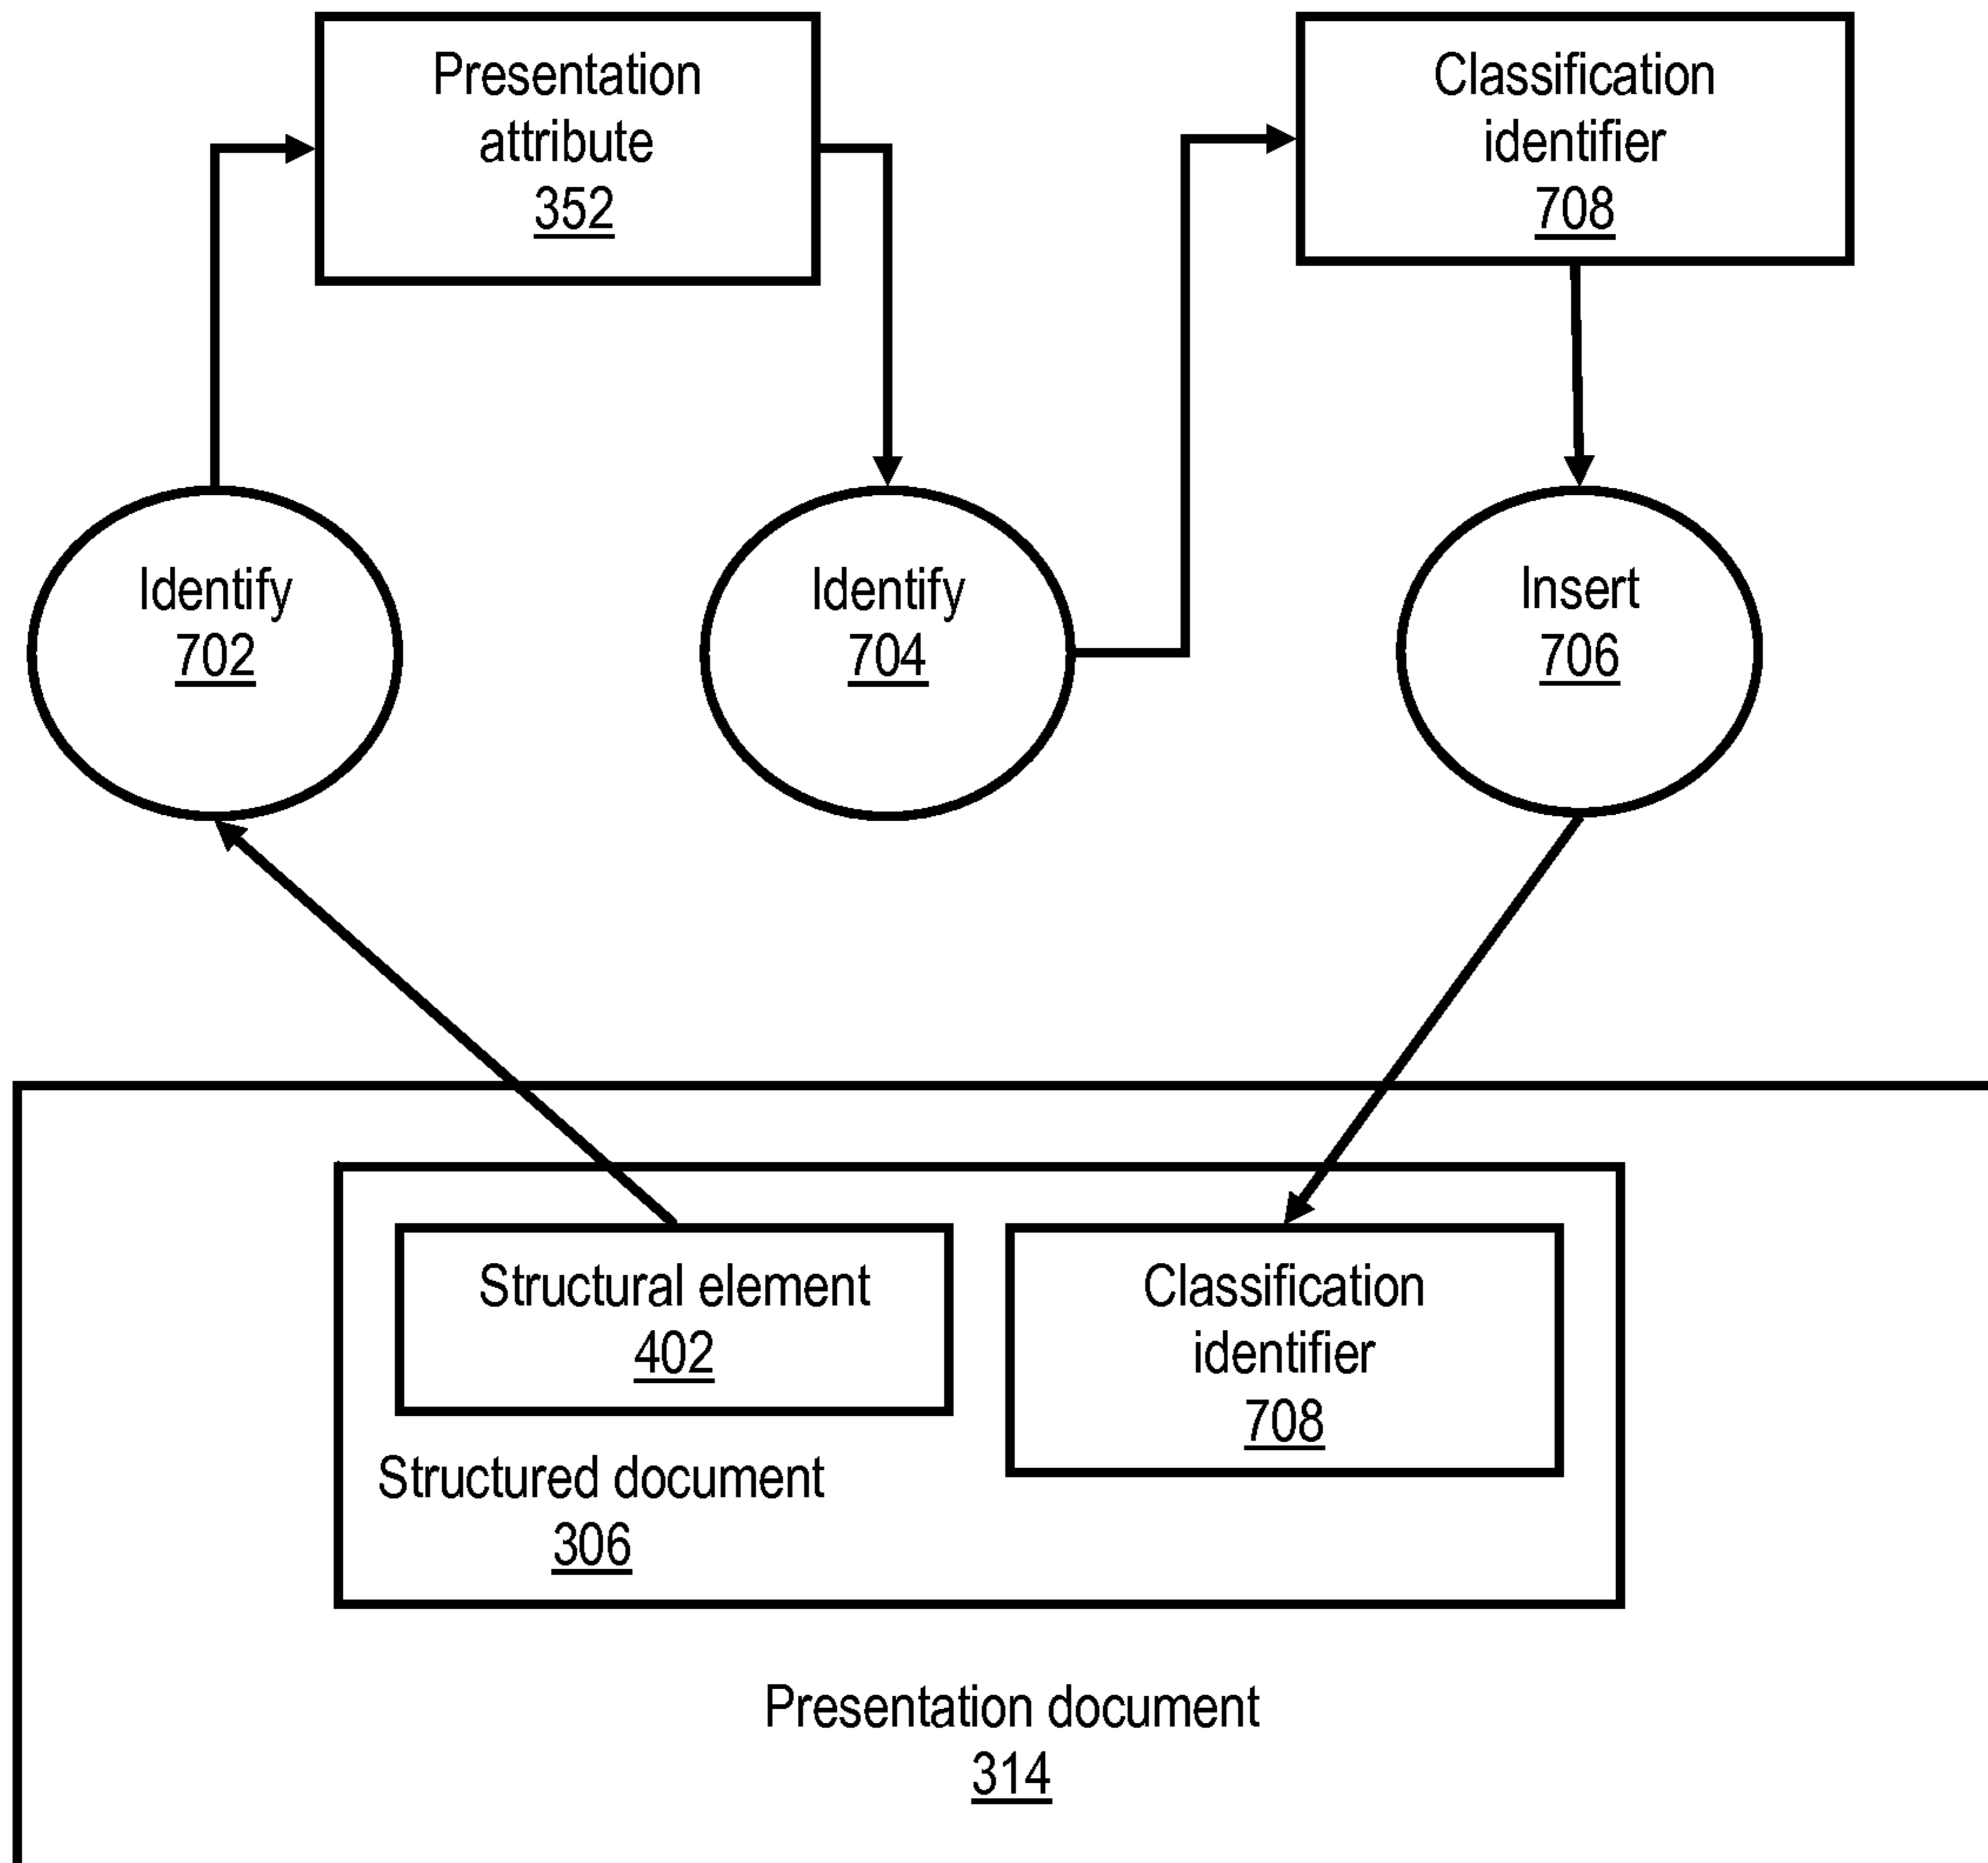 Presentation
attribute
352
Classification
identifier
708
Identify
702
Identify
704
Insert
706
Structural element
402
Classification
identifier
708
Structured document
306
Presentation document
314